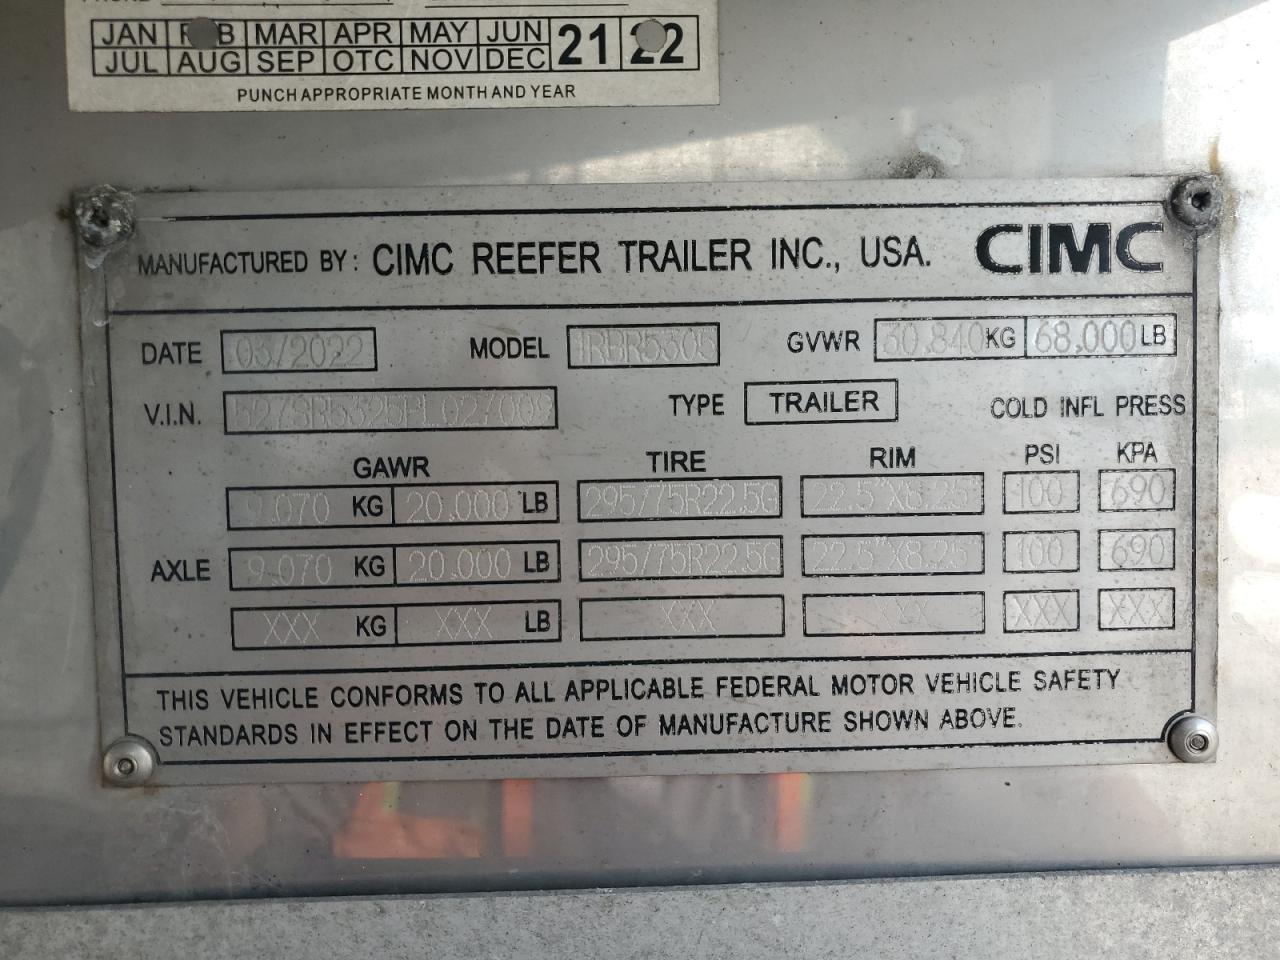 JAN FEB MAR APR MAY JUN 21 22
JUL AUG SEP OTC NOV DEC
PUNCH APPROPRIATE MONTH AND YEAR
MANUFACTURED BY: CIMC REEFER TRAILER INC., USA. CIMC
DATE 03/2022 MODEL GVWR 30.840 KG 68,000 LB
V.I.N. TYPE TRAILER COLD INFL PRESS
GAWR TIRE RIM PSI KPA
9.070 KG 20.000 LB 295/75R22.5G 22.5"X8.25" 100 690
AXLE 9.070 KG 20.000 LB 295/75R22.5G 22.5"X8.25" 100 690
XXX KG XXX LB XXX XXX XXX XXX
THIS VEHICLE CONFORMS TO ALL APPLICABLE FEDERAL MOTOR VEHICLE SAFETY
STANDARDS IN EFFECT ON THE DATE OF MANUFACTURE SHOWN ABOVE.